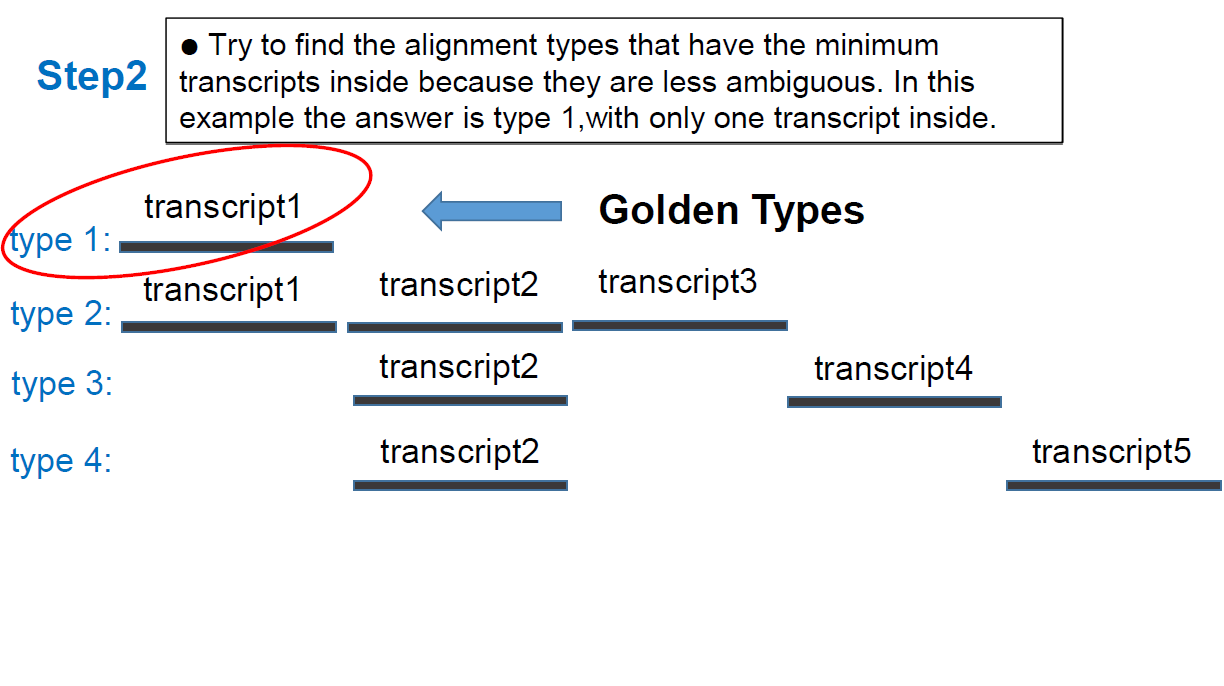 Step2
● Try to find the alignment types that have the minimum
transcripts inside because they are less ambiguous. In this
example the answer is type 1,with only one transcript inside.
transcript1
Golden Types
type 1:
transcript1 transcript2 transcript3
type 2:
transcript2 transcript4
type 3:
transcript2 transcript5
type 4: